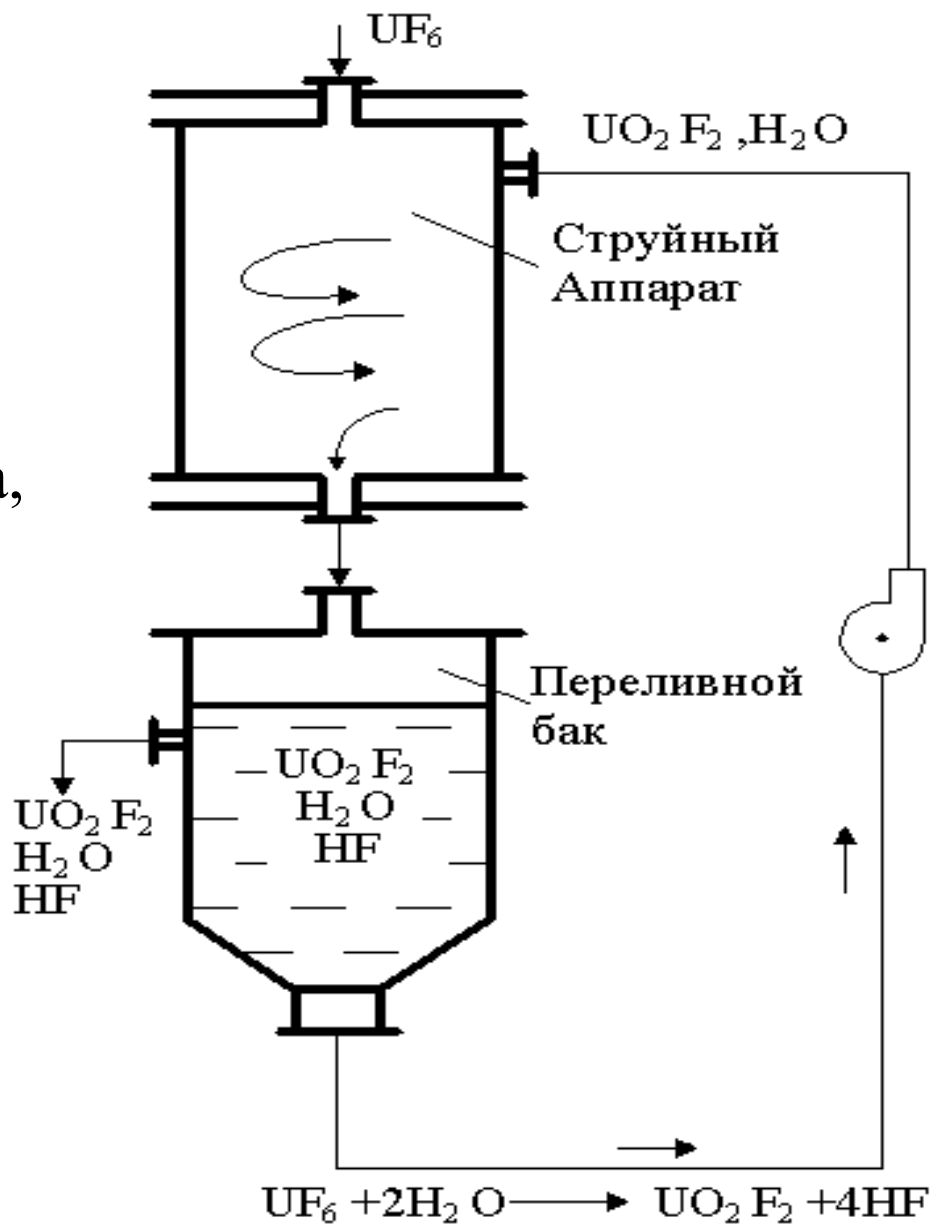 UF₆
UO₂ F₂ ,H₂O
Струйный
Аппарат
а,
Переливной
бак
UO₂ F₂
H₂ O
HF
UO₂ F₂
H₂ O
HF
UF₆ +2H₂ O → UO₂ F₂ +4HF